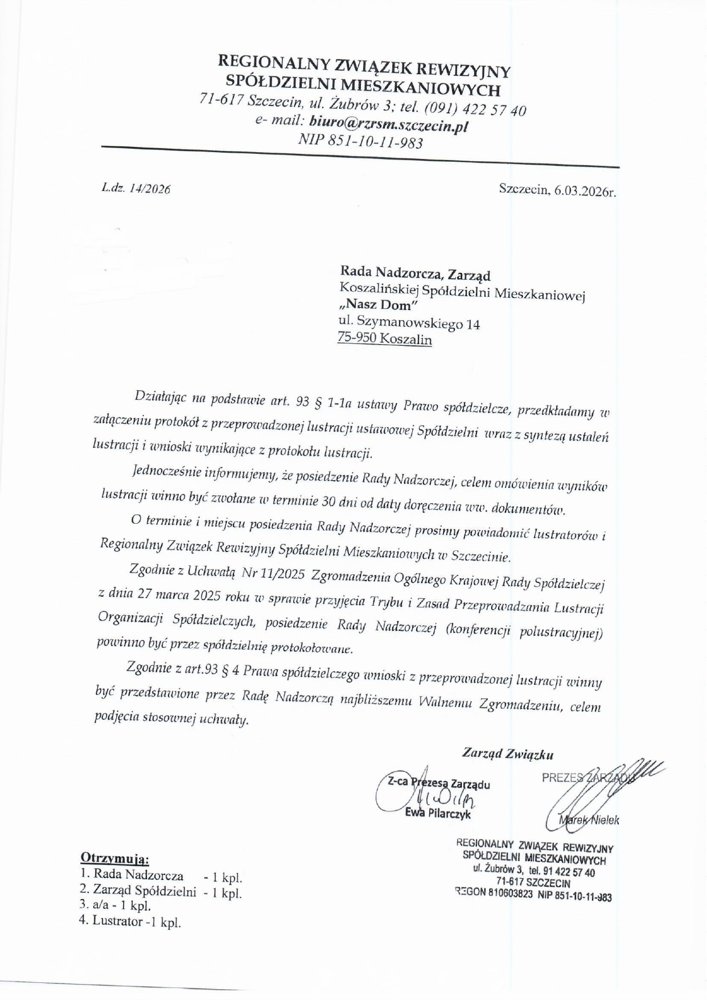 REGIONALNY ZWIĄZEK REWIZYJNY
SPÓŁDZIELNI MIESZKANIOWYCH
71-617 Szczecin, ul. Żubrów 3; tel. (091) 422 57 40
e- mail: biuro@rzrsm.szczecin.pl
NIP 851-10-11-983
L.dz. 14/2026
Szczecin, 6.03.2026r.
Rada Nadzorcza, Zarząd
Koszalińskiej Spółdzielni Mieszkaniowej
„Nasz Dom"
ul. Szymanowskiego 14
75-950 Koszalin
Działając na podstawie art. 93 § 1-1a ustawy Prawo spółdzielcze, przedkładamy w
załączeniu protokół z przeprowadzonej lustracji ustawowej Spółdzielni wraz z syntezą ustaleń
lustracji i wnioski wynikające z protokołu lustracji.
Jednocześnie informujemy, że posiedzenie Rady Nadzorczej, celem omówienia wyników
lustracji winno być zwołane w terminie 30 dni od daty doręczenia ww. dokumentów.
O terminie i miejscu posiedzenia Rady Nadzorczej prosimy powiadomić lustratorów i
Regionalny Związek Rewizyjny Spółdzielni Mieszkaniowych w Szczecinie.
Zgodnie z Uchwałą Nr 11/2025 Zgromadzenia Ogólnego Krajowej Rady Spółdzielczej
z dnia 27 marca 2025 roku w sprawie przyjęcia Trybu i Zasad Przeprowadzania Lustracji
Organizacji Spółdzielczych, posiedzenie Rady Nadzorczej (konferencji polustracyjnej)
powinno być przez spółdzielnię protokołowane.
Zgodnie z art.93 § 4 Prawa spółdzielczego wnioski z przeprowadzonej lustracji winny
być przedstawione przez Radę Nadzorczą najbliższemu Walnemu Zgromadzeniu, celem
podjęcia stosownej uchwały.
Zarząd Związku
Z-ca Prezesa Zarządu
Ewa Pilarczyk
PREZES ZARZĄDU
Marek Nielek
REGIONALNY ZWIĄZEK REWIZYJNY
SPÓŁDZIELNI MIESZKANIOWYCH
ul. Żubrów 3, tel. 91 422 57 40
71-617 SZCZECIN
REGON 810603823 NIP 851-10-11-983
Otrzymują:
1. Rada Nadzorcza - 1 kpl.
2. Zarząd Spółdzielni - 1 kpl.
3. a/a - 1 kpl.
4. Lustrator -1 kpl.